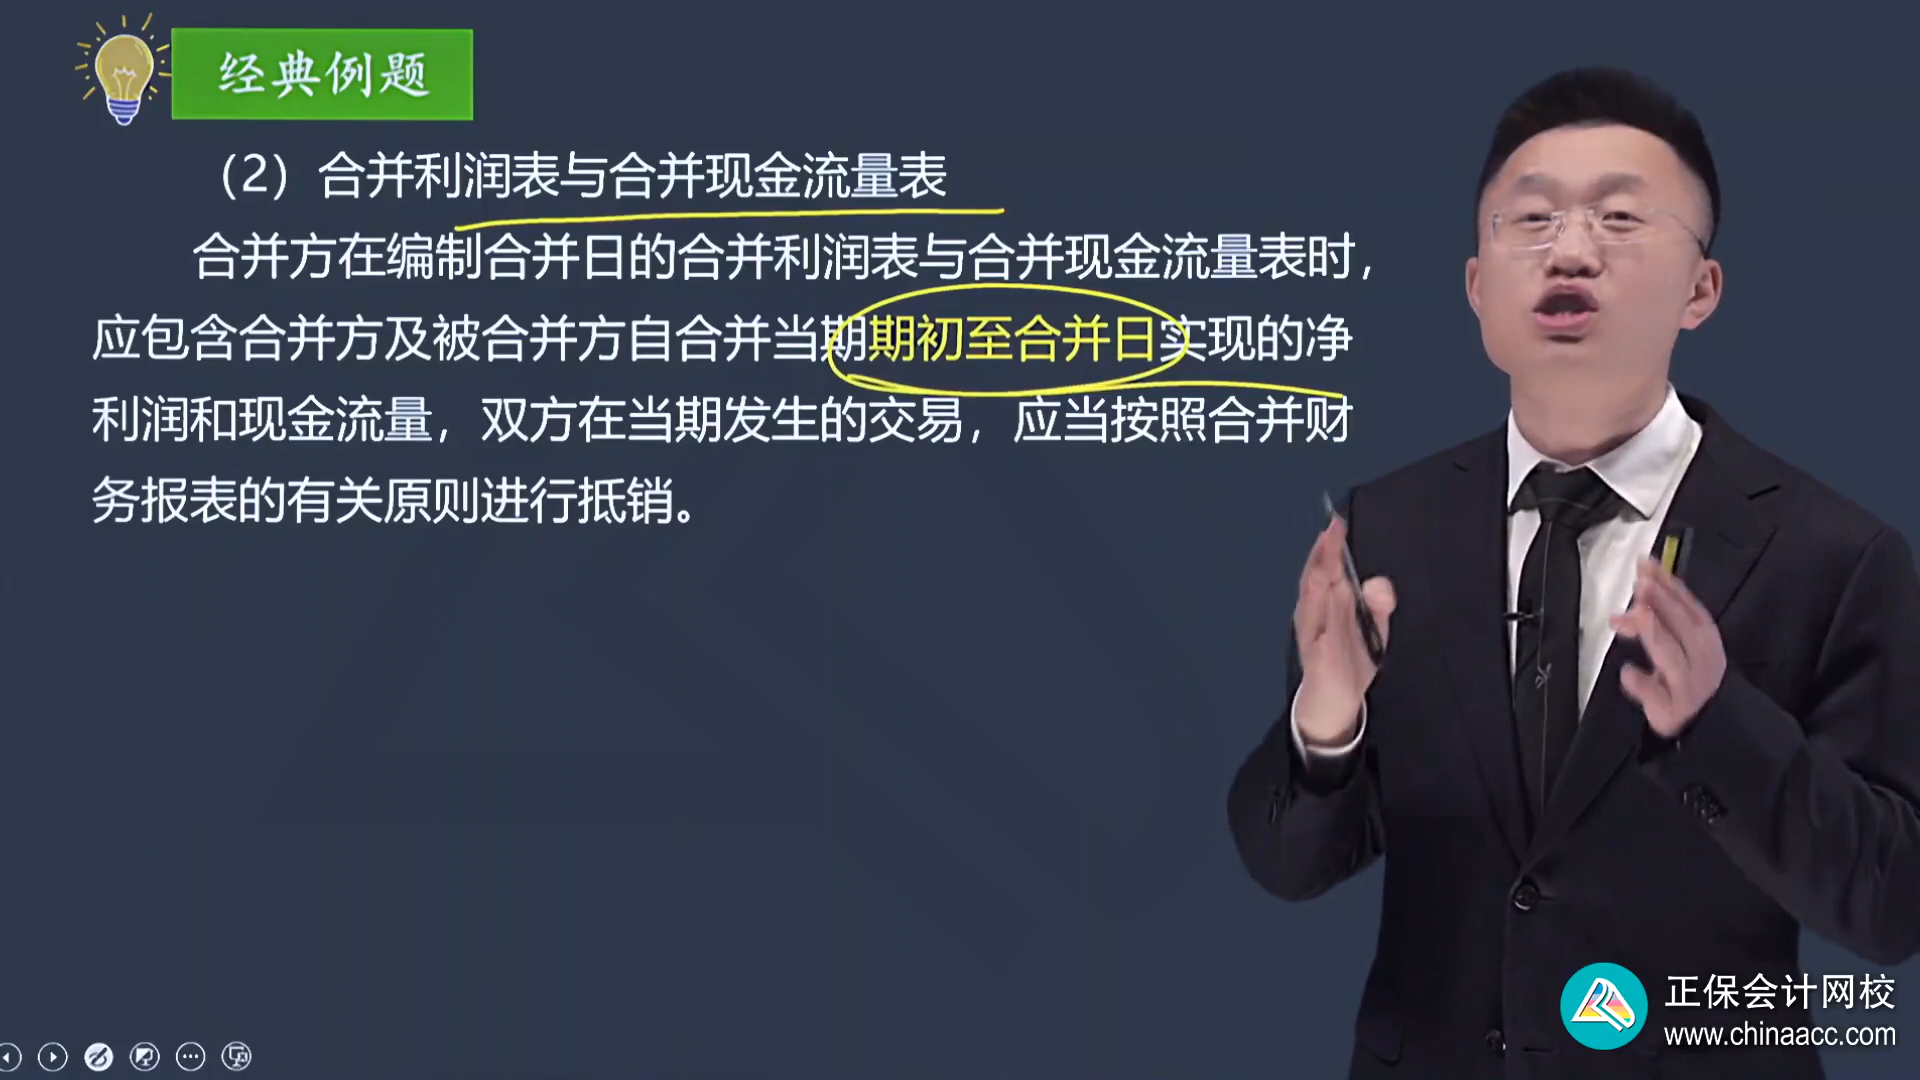 经典例题
（2）合并利润表与合并现金流量表
合并方在编制合并日的合并利润表与合并现金流量表时，
应包含合并方及被合并方自合并当期期初至合并日实现的净
利润和现金流量，双方在当期发生的交易，应当按照合并财
务报表的有关原则进行抵销。
正保会计网校
www.chinaacc.com